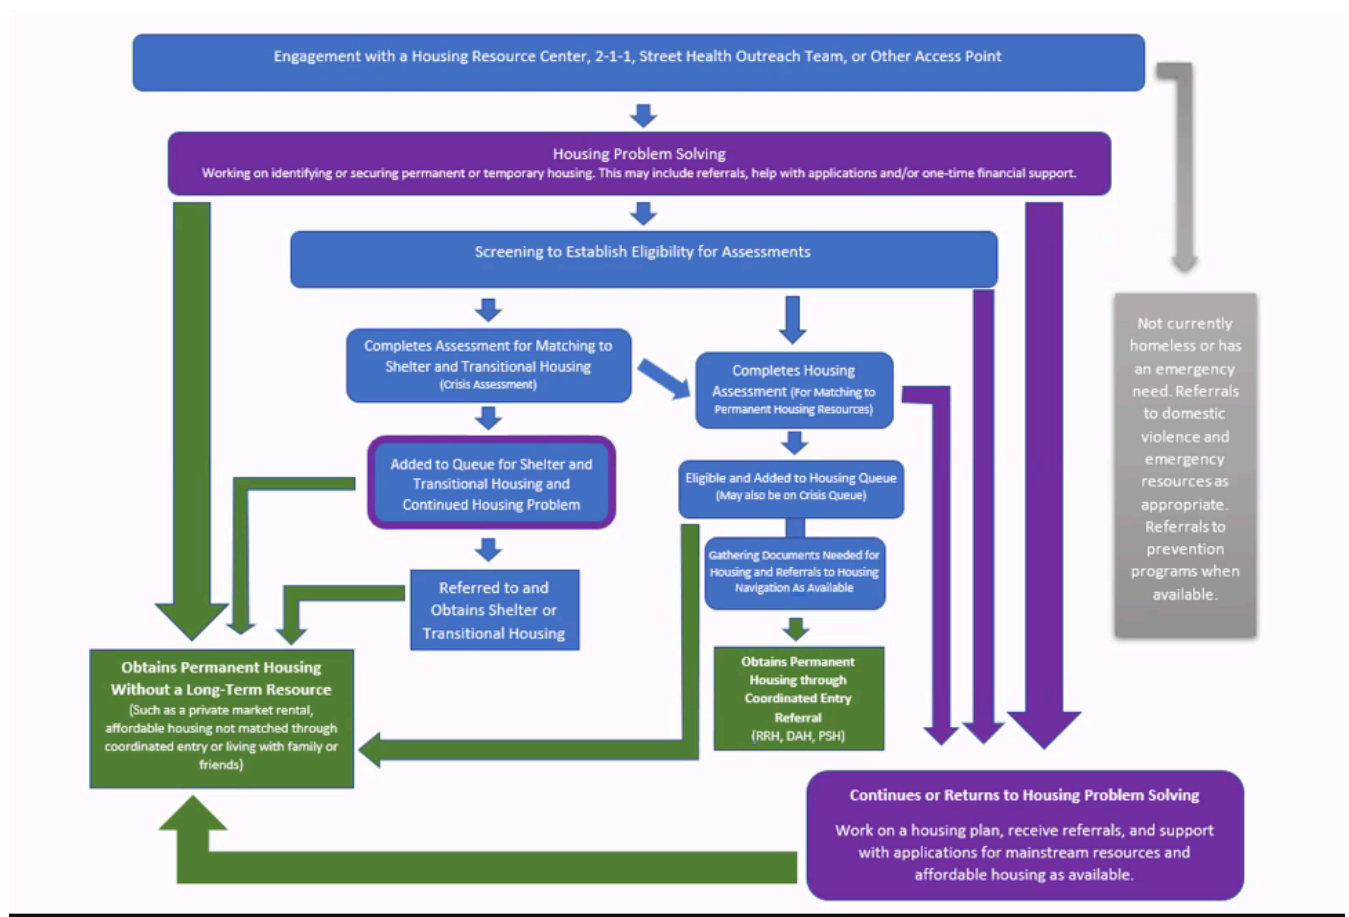 Engagement with a Housing Resource Center, 2-1-1, Street Health Outreach Team, or Other Access Point
Housing Problem Solving
Working on identifying or securing permanent or temporary housing. This may include referrals, help with applications and/or one-time financial support.
Screening to Establish Eligibility for Assessments
Completes Assessment for Matching to
Shelter and Transitional Housing
(Crisis Assessment)
Completes Housing
Assessment (For Matching to
Permanent Housing Resources)
Not currently
homeless or has
an emergency
need. Referrals
to domestic
violence and
emergency
resources as
appropriate.
Referrals to
prevention
programs when
available.
Added to Queue for Shelter and
Transitional Housing and
Continued Housing Problem
Eligible and Added to Housing Queue
(May also be on Crisis Queue)
Gathering Documents Needed for
Housing and Referrals to Housing
Navigation As Available
Referred to and
Obtains Shelter or
Transitional Housing
Obtains Permanent Housing
Without a Long-Term Resource
(Such as a private market rental,
affordable housing not matched through
coordinated entry or living with family or
friends)
Obtains Permanent
Housing through
Coordinated Entry
Referral
(RRH, DAH, PSH)
Continues or Returns to Housing Problem Solving
Work on a housing plan, receive referrals, and support
with applications for mainstream resources and
affordable housing as available.